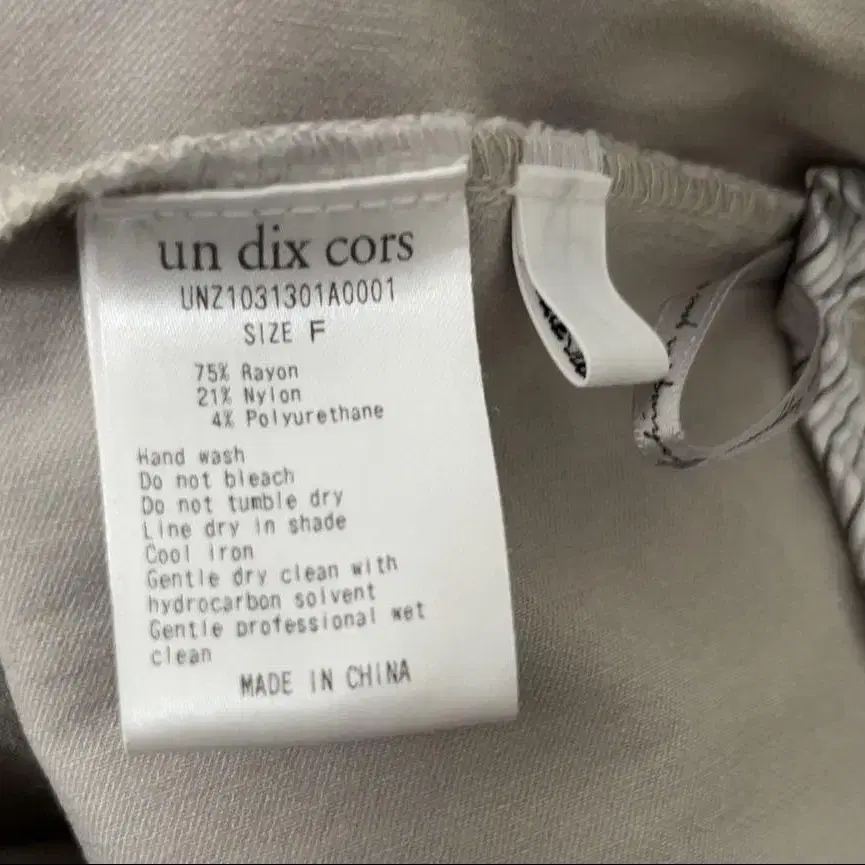 un dix cors
UNZ1031301A0001
SIZE F
75% Rayon
21% Nylon
4% Polyurethane
Hand wash
Do not bleach
Do not tumble dry
Line dry in shade
Cool iron
Gentle dry clean with
hydrocarbon solvent
Gentle professional wet
clean
MADE IN CHINA